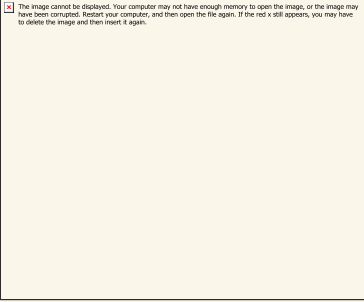 The image cannot be displayed. Your computer may not have enough memory to open the image, or the image may
have been corrupted. Restart your computer, and then open the file again. If the red x still appears, you may have
to delete the image and then insert it again.